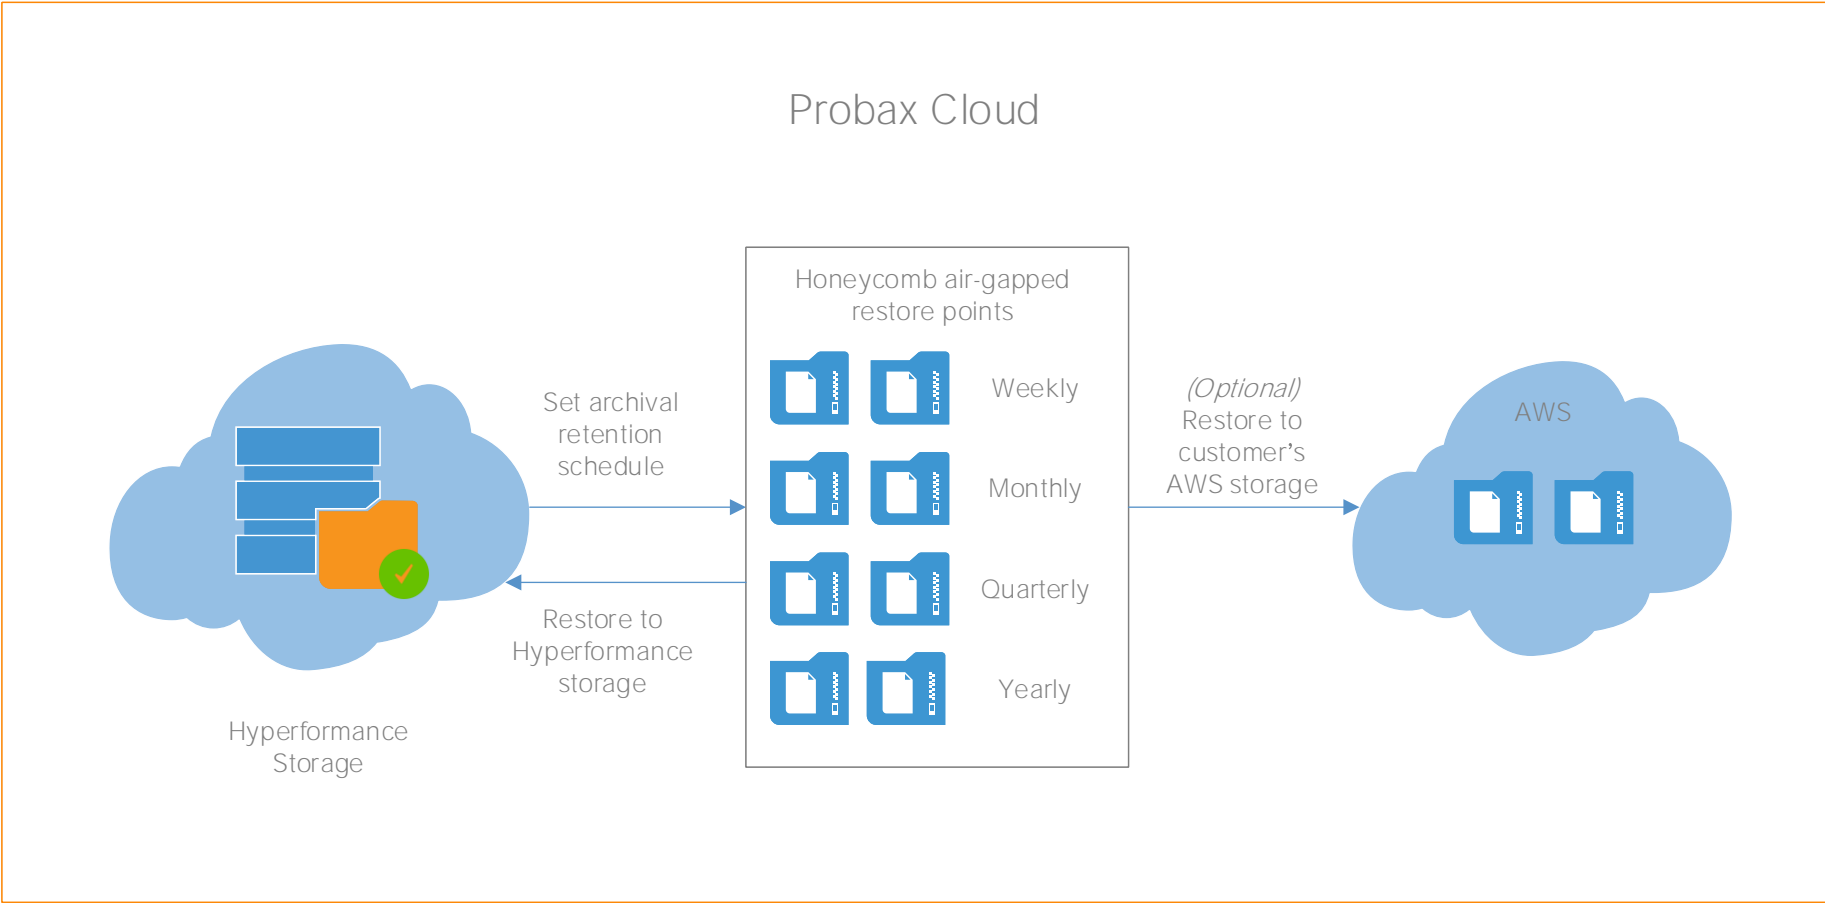 Probax Cloud
Honeycomb air-gapped
restore points
Weekly
Monthly
Quarterly
Yearly
Set archival
retention
schedule
Restore to
Hyperformance
storage
Hyperformance
Storage
(Optional)
Restore to
customer’s
AWS storage
AWS